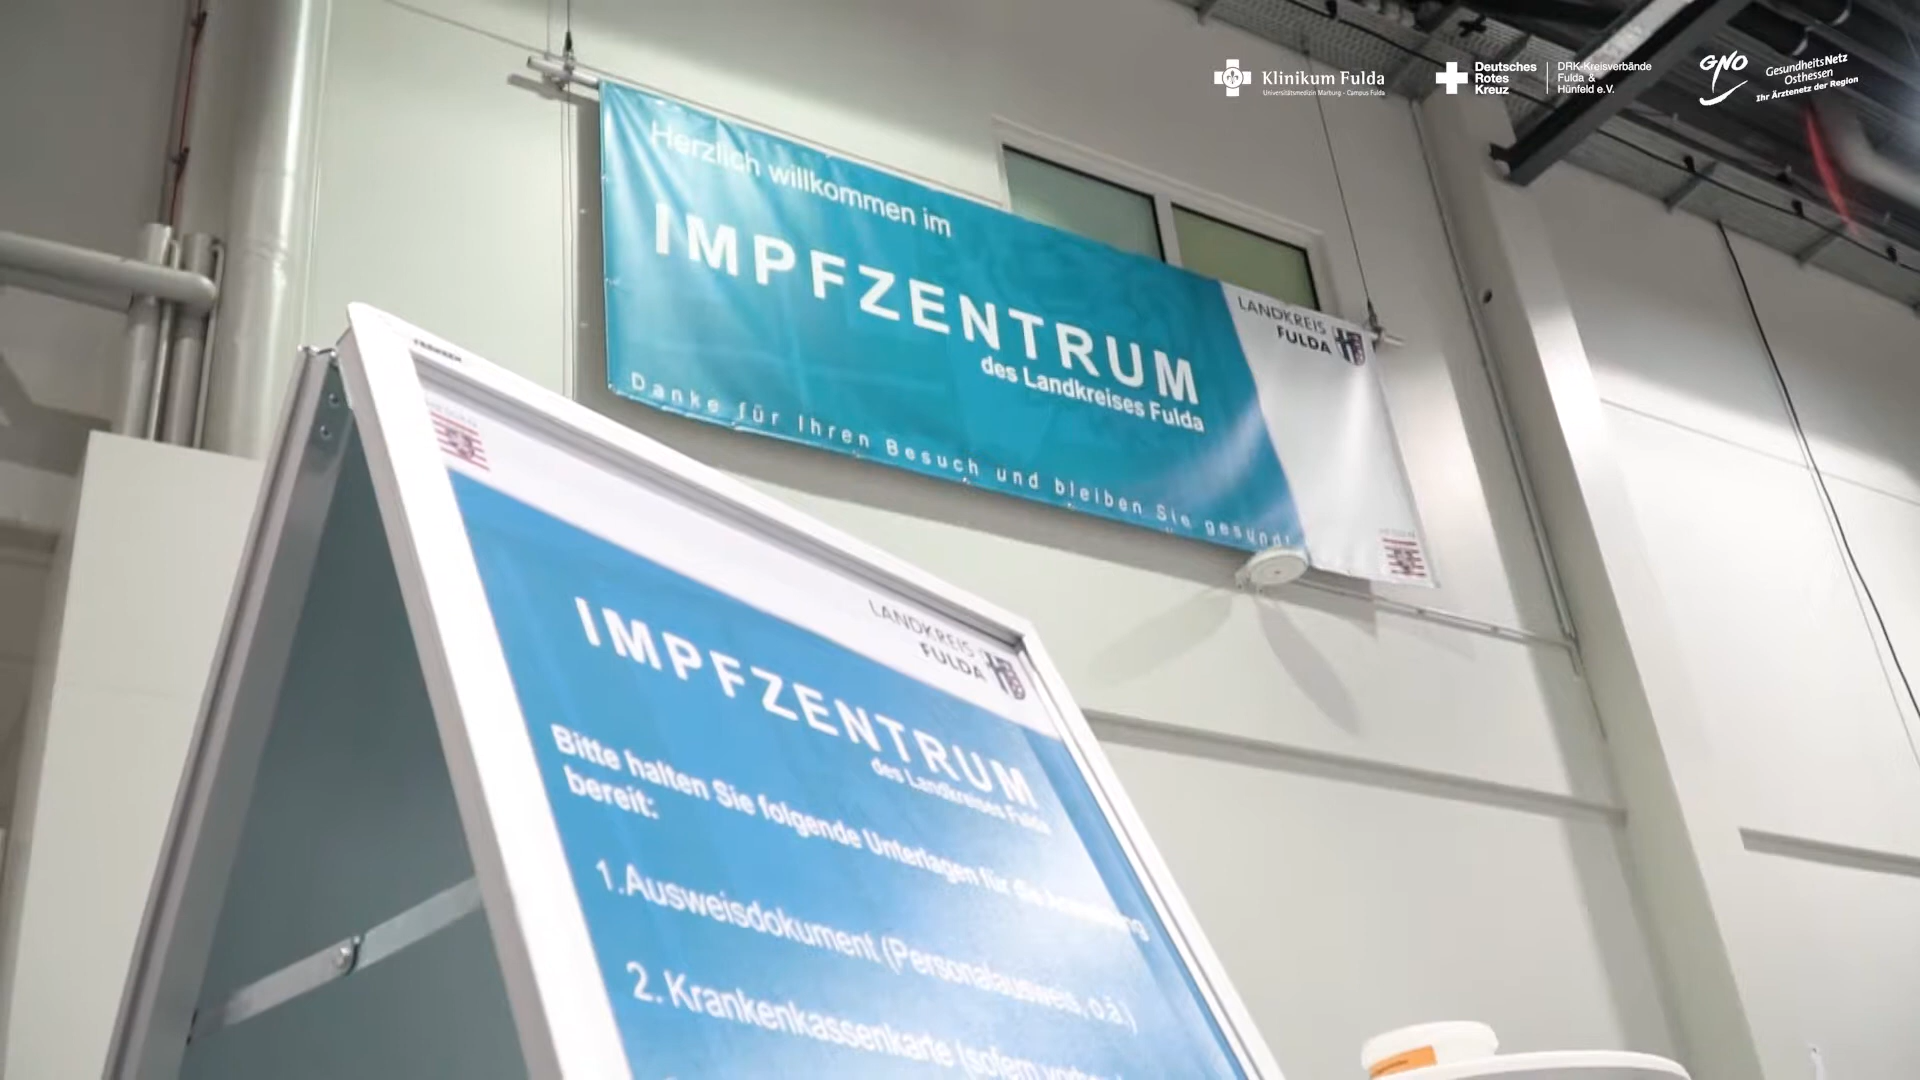 Klinikum Fulda
Universitätsmedizin Marburg - Campus Fulda
Deutsches
Rotes
Kreuz
DRK-Kreisverbände
Fulda &
Hünfeld e.V.
GNO
GesundheitsNetz
Osthessen
Ihr Ärztenetz der Region
Herzlich willkommen im
IMPFZENTRUM
des Landkreises Fulda
Danke für Ihren Besuch und bleiben Sie gesund!
LANDKREIS
FULDA
LANDKREIS
FULDA
IMPFZENTRUM
des Landkreises Fulda
Bitte halten Sie folgende Unterlagen für die Anmeldung
bereit:
1.Ausweisdokument (Personalausweis, o.ä.)
2. Krankenkassenkarte (sofern